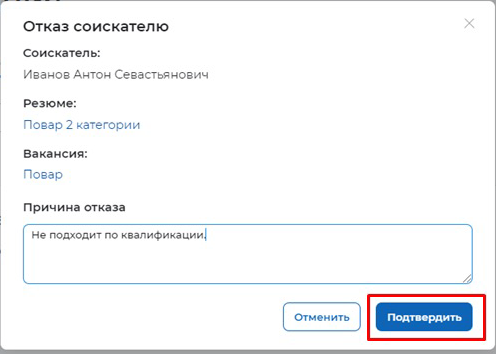 Отказ соискателю
Соискатель:
Иванов Антон Севастьянович
Резюме:
Повар 2 категории
Вакансия:
Повар
Причина отказа
Не подходит по квалификации.
Отменить
Подтвердить